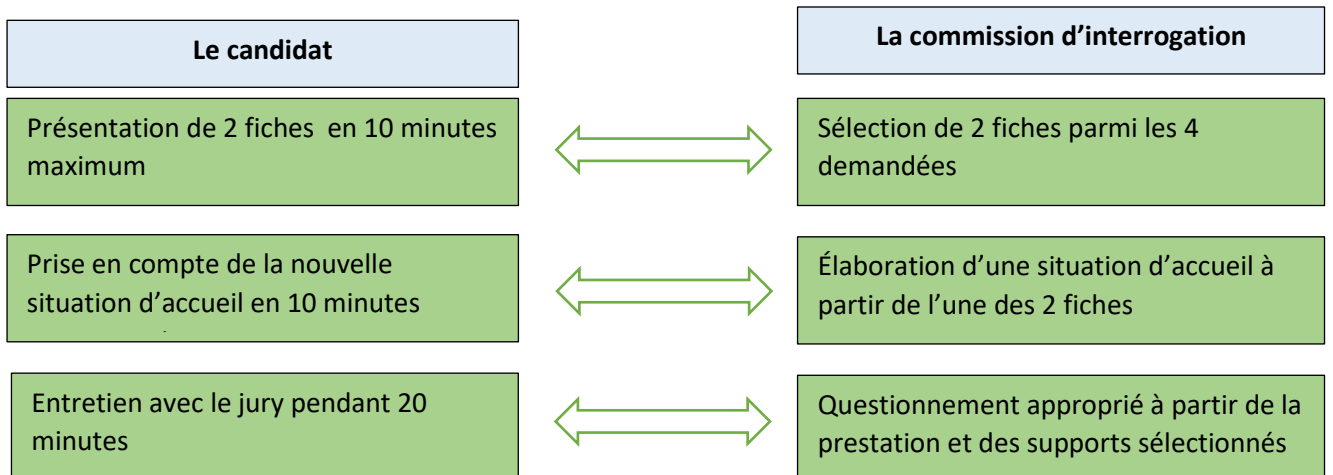 Le candidat
La commission d’interrogation
Présentation de 2 fiches en 10 minutes
maximum
Sélection de 2 fiches parmi les 4
demandées
Prise en compte de la nouvelle
situation d’accueil en 10 minutes
Élaboration d’une situation d’accueil à
partir de l’une des 2 fiches
Entretien avec le jury pendant 20
minutes
Questionnement approprié à partir de la
prestation et des supports sélectionnés